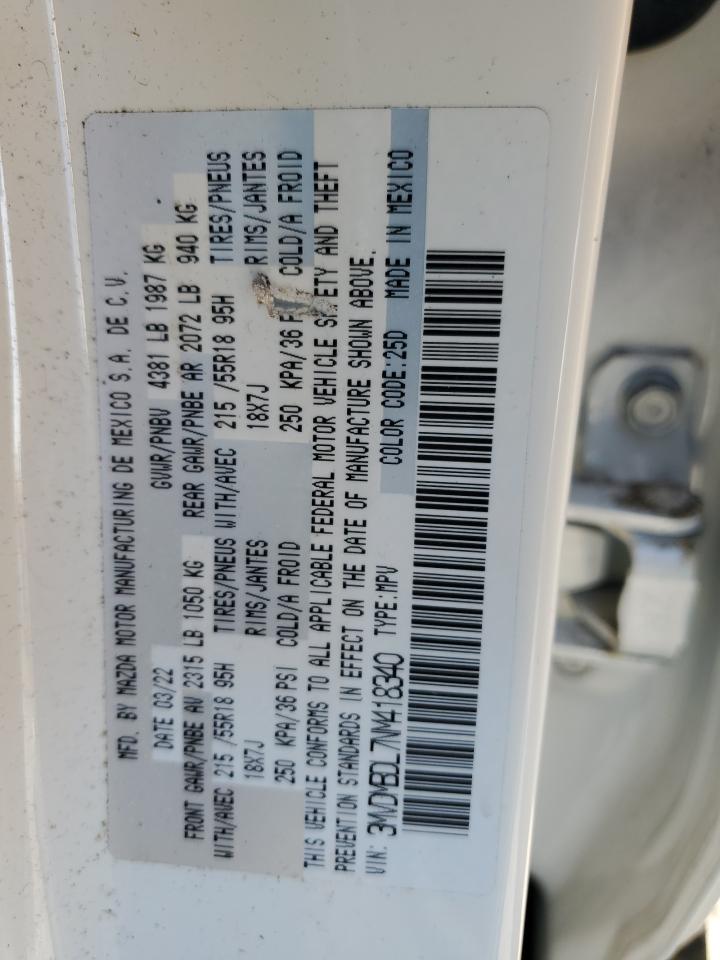 MFD. BY MAZDA MOTOR MANUFACTURING DE MEXICO S.A. DE C.V.
DATE 03/22 GVWR/PNBV 4381 LB 1987 KG
FRONT GAWR/PNBE AV 2315 LB 1050 KG REAR GAWR/PNBE AR 2072 LB 940 KG
WITH/AVEC 215 /55R18 95H TIRES/PNEUS WITH/AVEC 215 /55R18 95H TIRES/PNEUS
18X7J RIMS/JANTES 18X7J RIMS/JANTES
250 KPA/36 PSI COLD/A FROID 250 KPA/36 COLD/A FROID
THIS VEHICLE CONFORMS TO ALL APPLICABLE FEDERAL MOTOR VEHICLE SAFETY AND THEFT
PREVENTION STANDARDS IN EFFECT ON THE DATE OF MANUFACTURE SHOWN ABOVE.
VIN: 3MVDMBDL7NM418340 TYPE:MPV COLOR CODE:25D MADE IN MEXICO